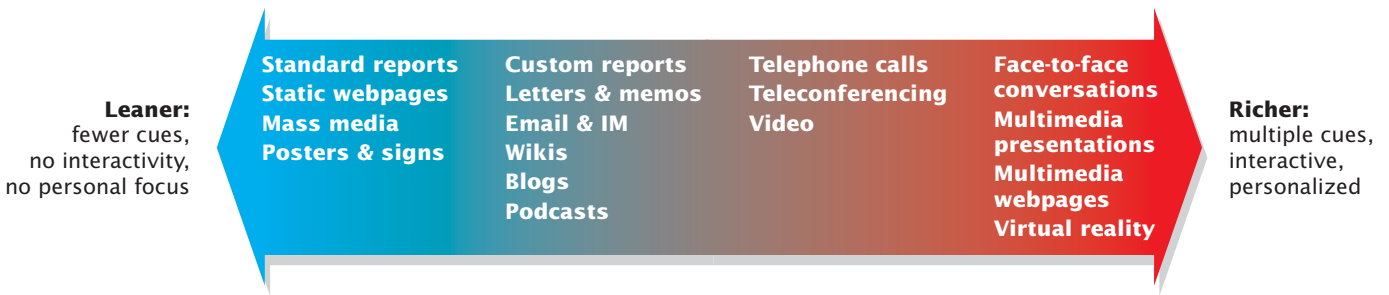 Leaner:
fewer cues,
no interactivity,
no personal focus
Standard reports
Static webpages
Mass media
Posters & signs
Custom reports
Letters & memos
Email & IM
Wikis
Blogs
Podcasts
Telephone calls
Teleconferencing
Video
Face-to-face
conversations
Multimedia
presentations
Multimedia
webpages
Virtual reality
Richer:
multiple cues,
interactive,
personalized